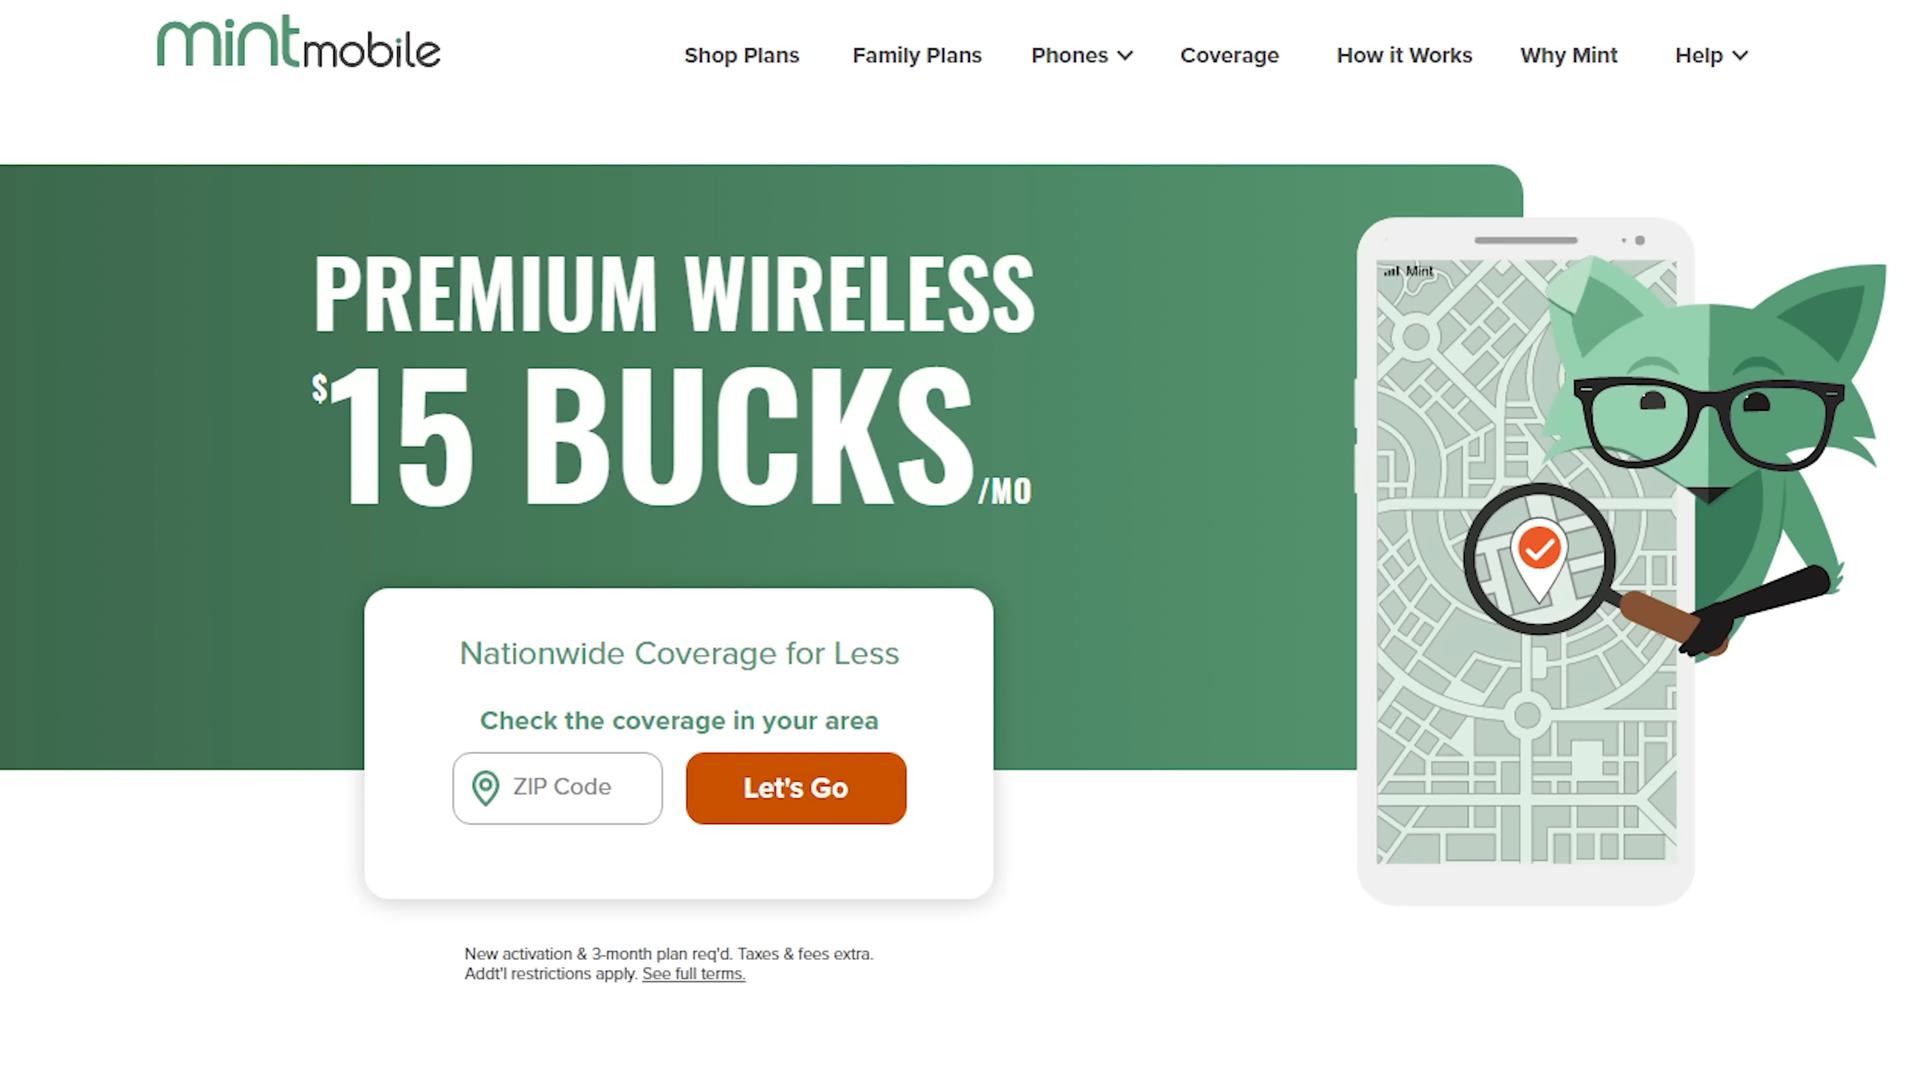 mintmobile
Shop Plans Family Plans Phones Coverage How it Works Why Mint Help
PREMIUM WIRELESS
$15 BUCKS/MO
Mint
Nationwide Coverage for Less
Check the coverage in your area
ZIP Code Let's Go
New activation & 3-month plan req'd. Taxes & fees extra.
Addt'l restrictions apply. See full terms.